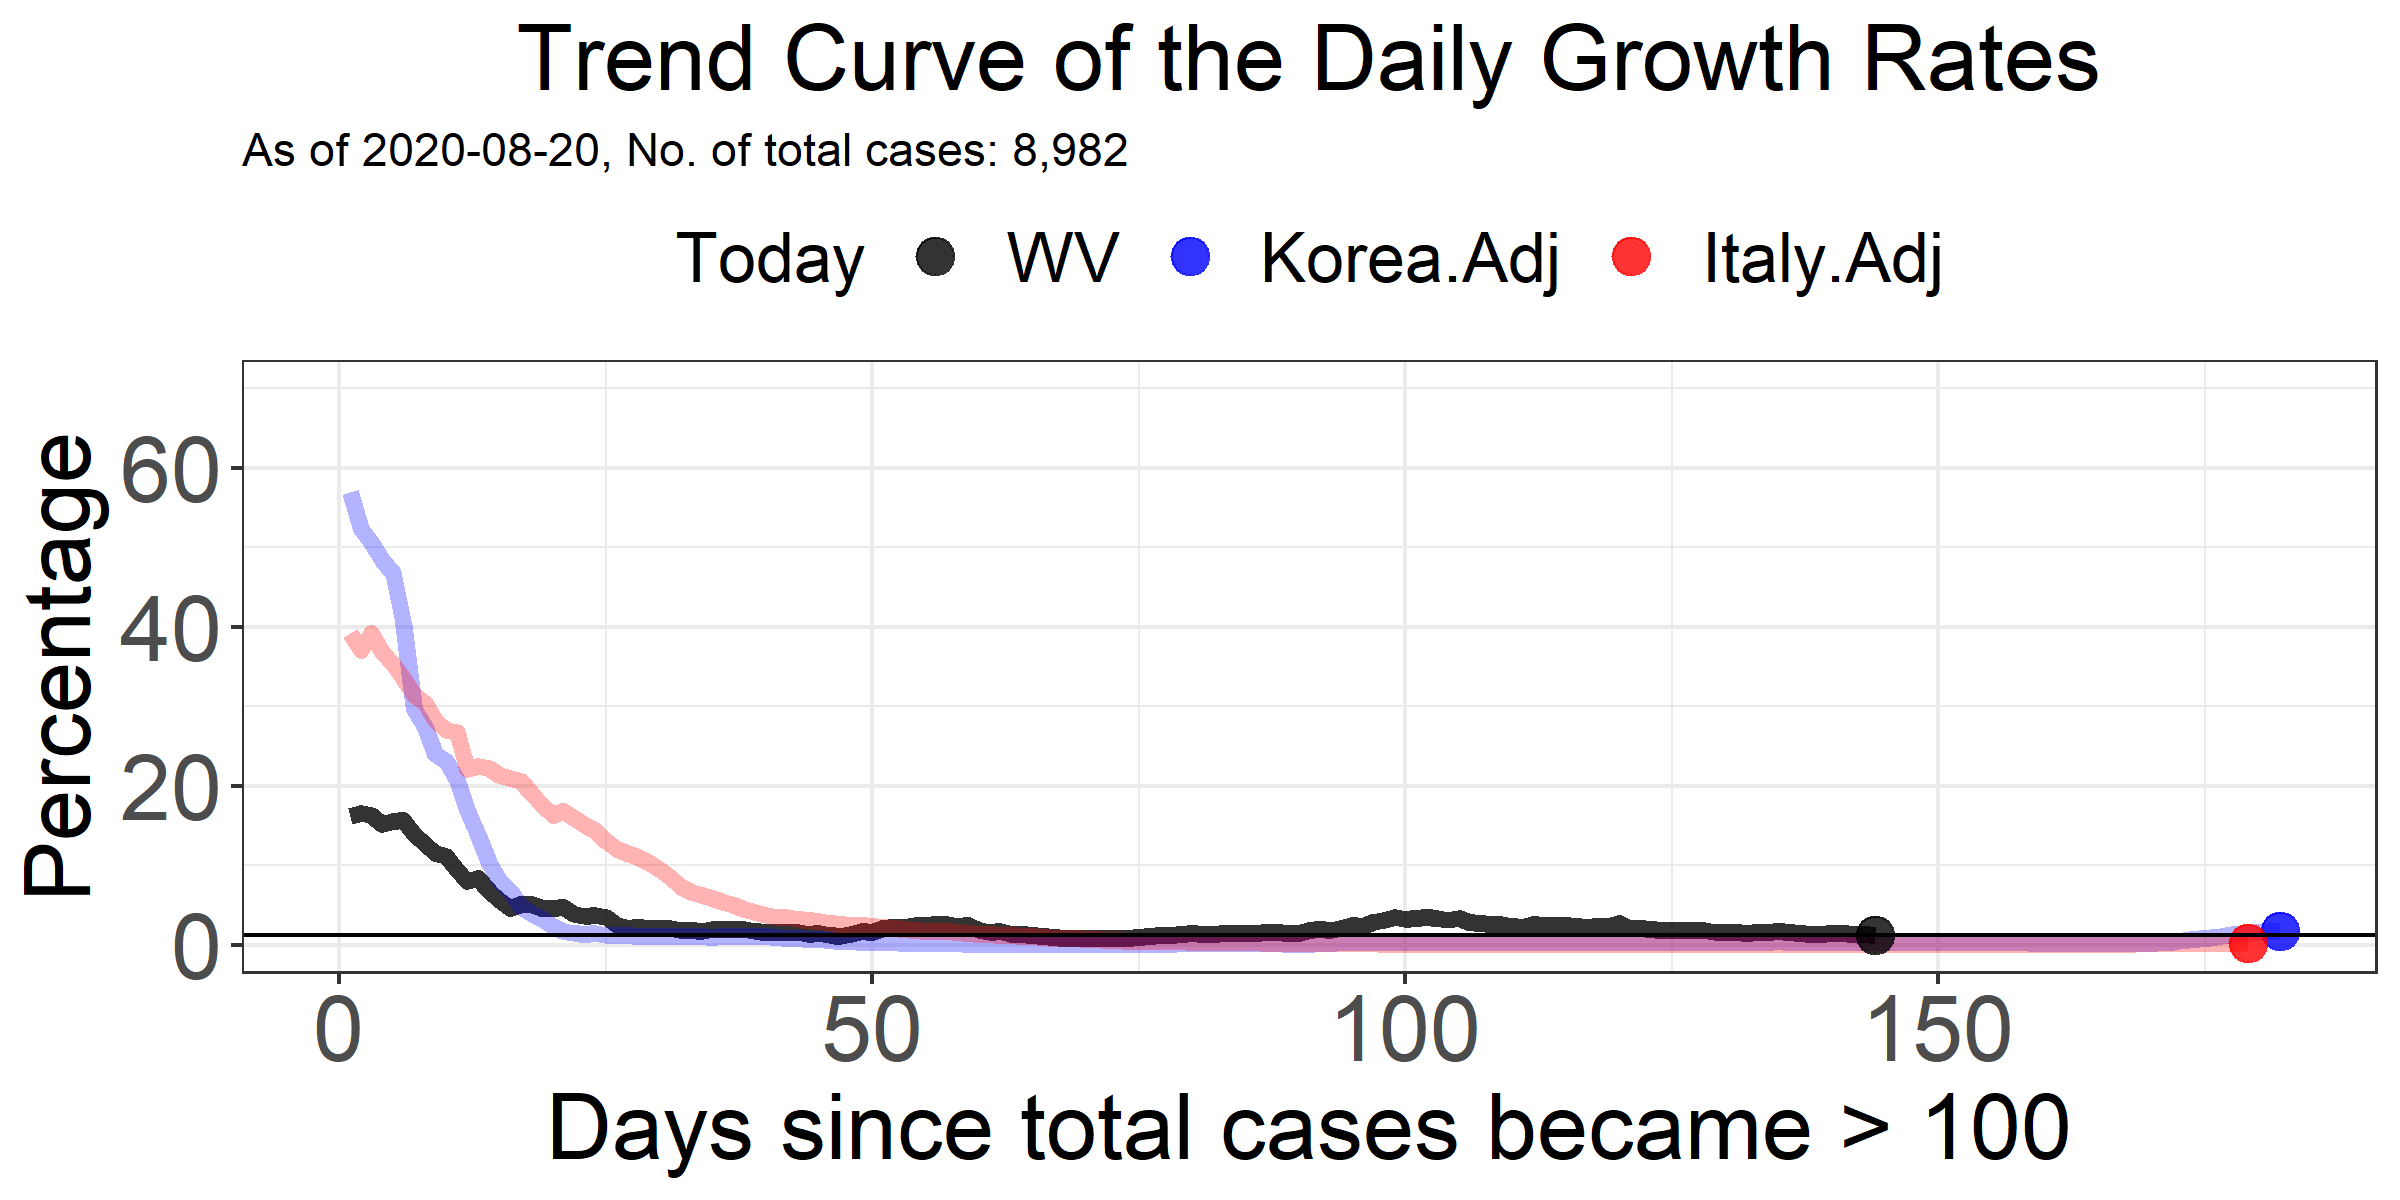 Trend Curve of the Daily Growth Rates
As of 2020-08-20, No. of total cases: 8,982
Today WV Korea.Adj Italy.Adj
Percentage
60
40
20
0
0 50 100 150
Days since total cases became > 100